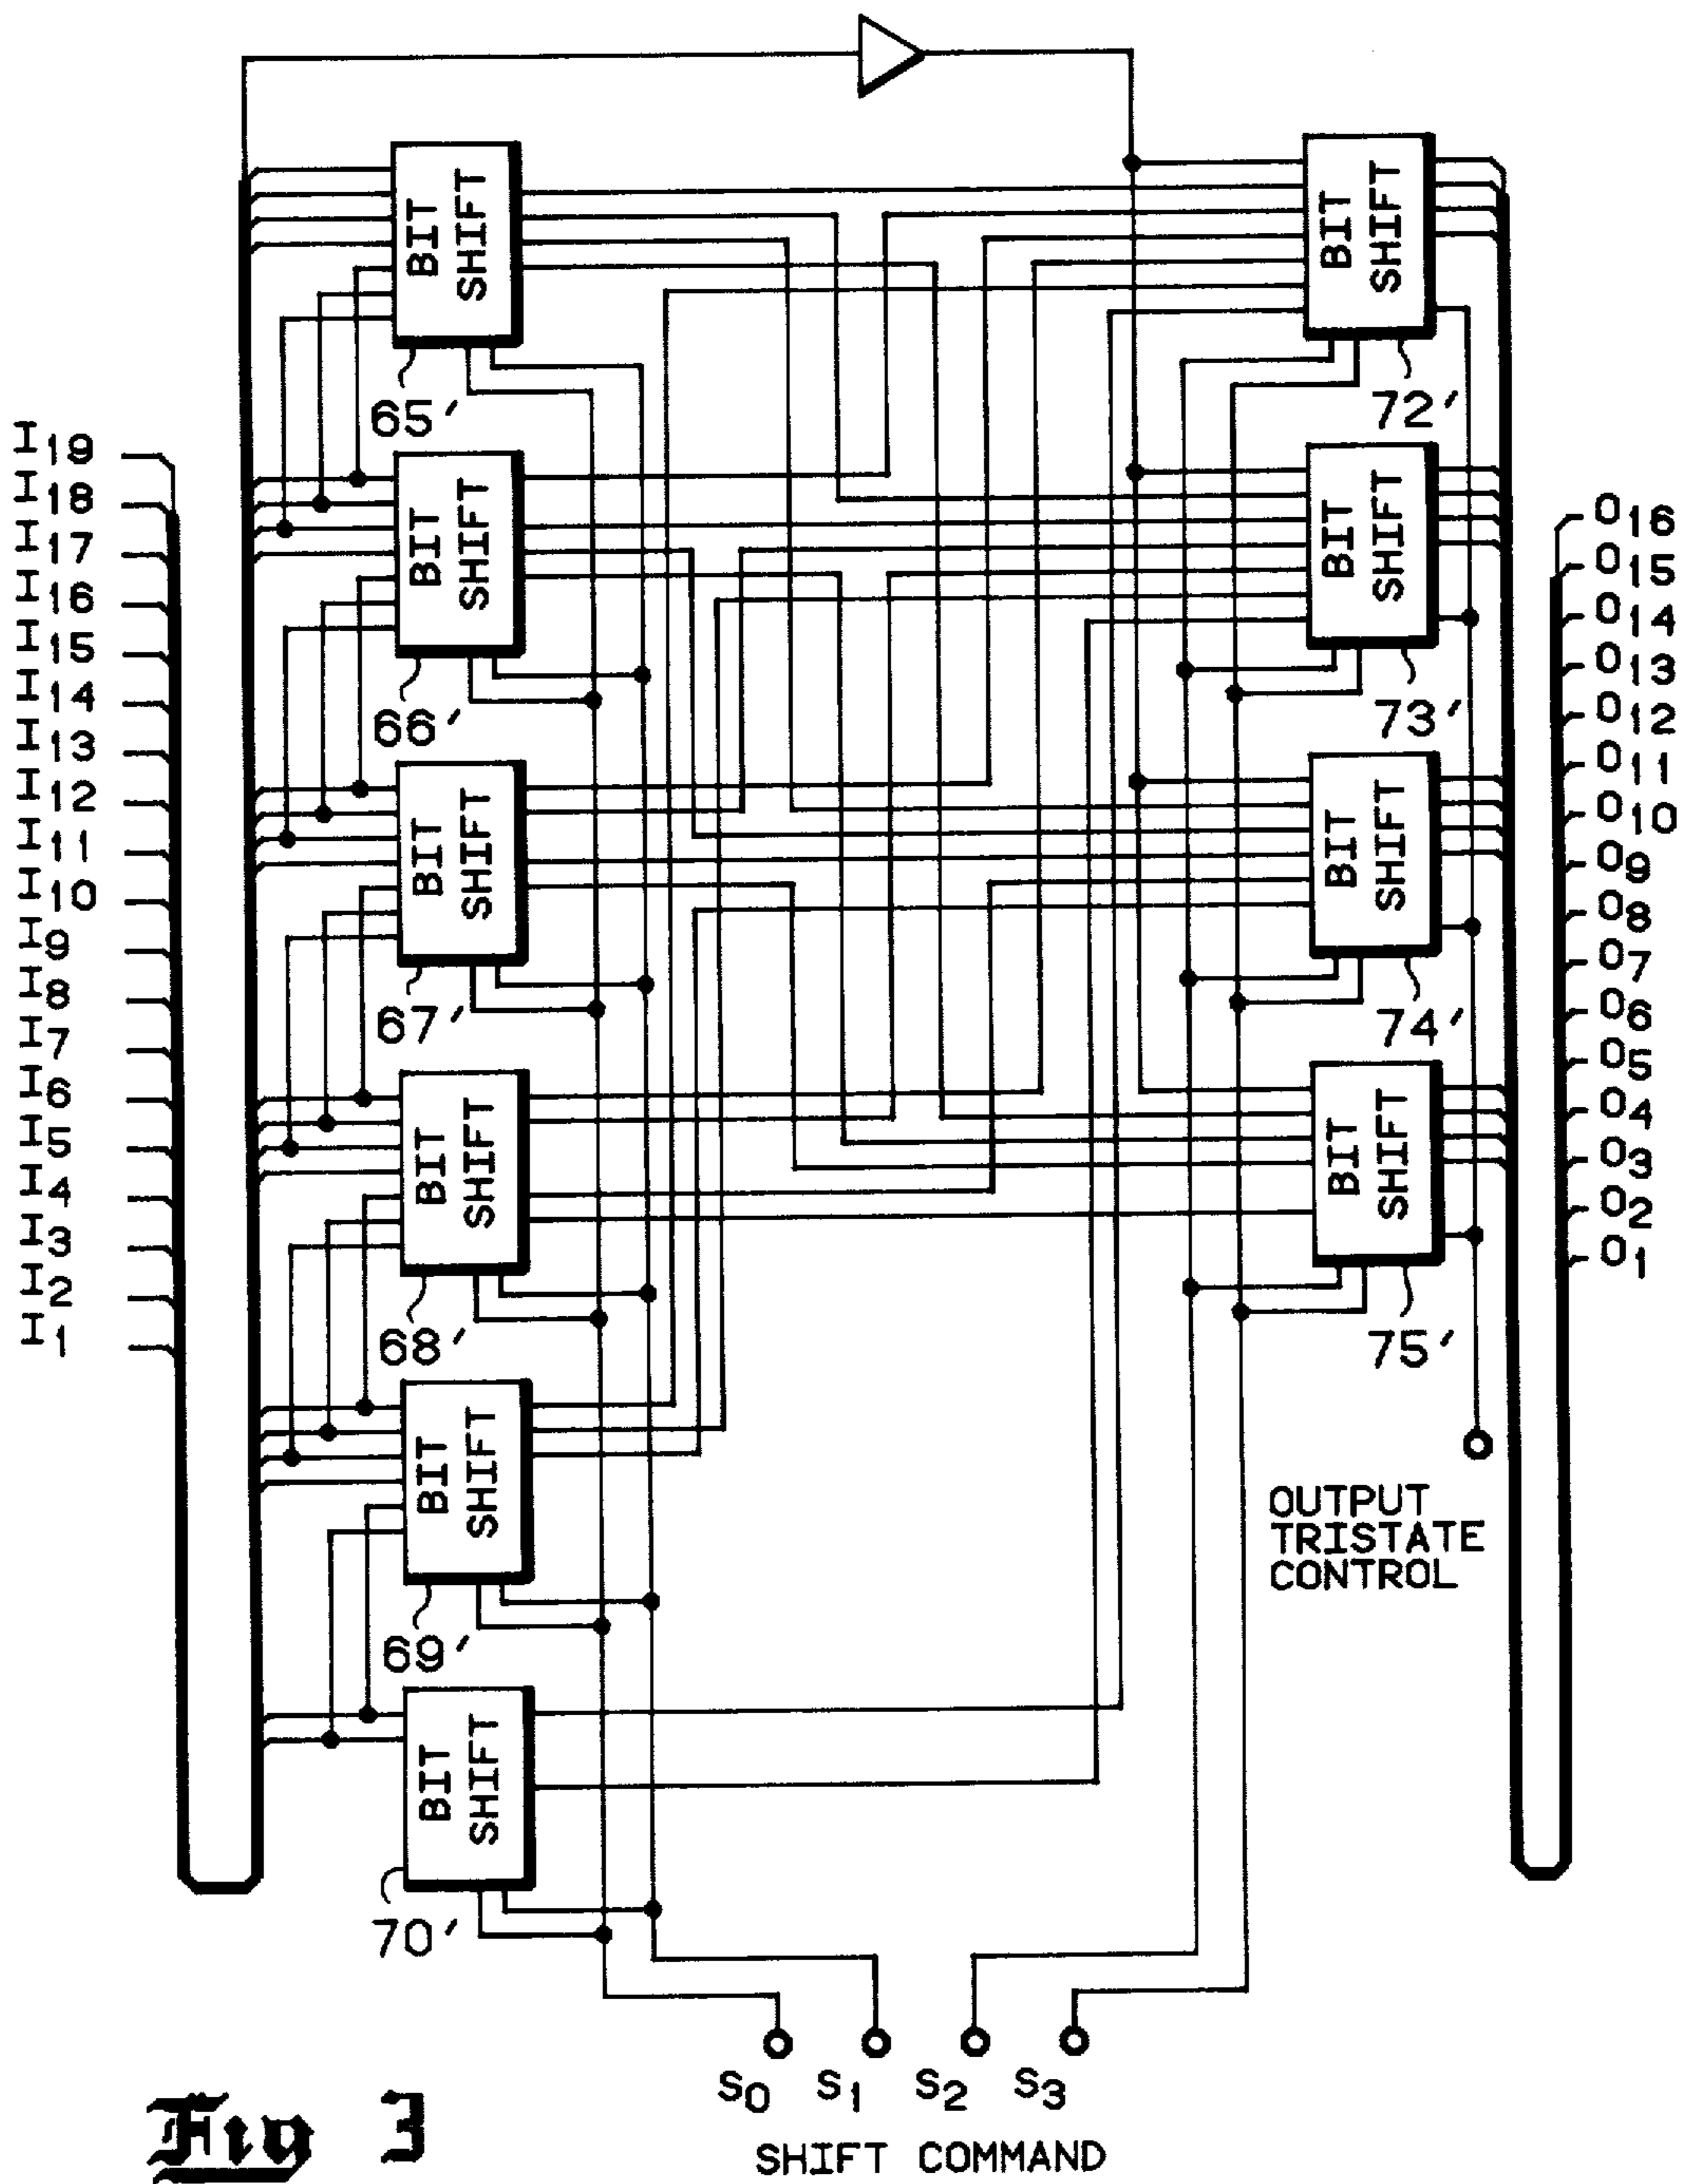 BIT SHIFT
65'
BIT SHIFT
72'
I19
I18
I17
I16
I15
I14
I13
I12
I11
I10
I9
I8
I7
I6
I5
I4
I3
I2
I1
BIT SHIFT
66'
BIT SHIFT
73'
BIT SHIFT
67'
BIT SHIFT
74'
BIT SHIFT
68'
BIT SHIFT
75'
BIT SHIFT
69'
BIT SHIFT
70'
O16
O15
O14
O13
O12
O11
O10
O9
O8
O7
O6
O5
O4
O3
O2
O1
OUTPUT
TRISTATE
CONTROL
S0 S1 S2 S3
SHIFT COMMAND
Fig 3